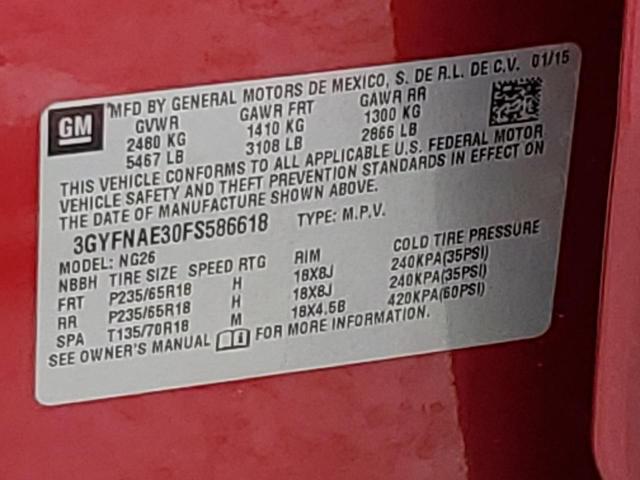 GM
MFD BY GENERAL MOTORS DE MEXICO, S. DE R.L. DE C.V. 01/15
GVWR GAWR FRT GAWR RR
2480 KG 1410 KG 1300 KG
5467 LB 3108 LB 2866 LB
THIS VEHICLE CONFORMS TO ALL APPLICABLE U.S. FEDERAL MOTOR
VEHICLE SAFETY AND THEFT PREVENTION STANDARDS IN EFFECT ON
THE DATE OF MANUFACTURE SHOWN ABOVE.
3GYFNAE30FS586618 TYPE: M.P.V.
MODEL: NG26
NBBH TIRE SIZE SPEED RTG RIM COLD TIRE PRESSURE
FRT P235/65R18 H 18X8J 240KPA(35PSI)
RR P235/65R18 H 18X8J 240KPA(35PSI)
SPA T135/70R18 M 18X4.5B 420KPA(60PSI)
SEE OWNER'S MANUAL FOR MORE INFORMATION.